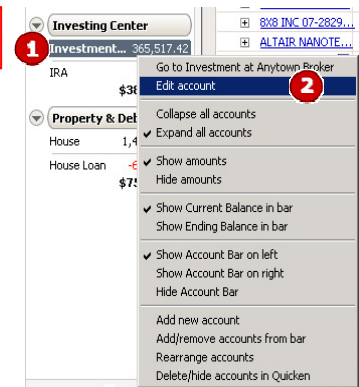 Investing Center
8X8 INC 07-2829...
1
Investment... 365,517.42
ALTAIR NANOTE...
IRA
Go to Investment at Anytown Broker
$38
Edit account
2
Property & Deb
Collapse all accounts
House 1,4
Expand all accounts
House Loan -6
Show amounts
$75
Hide amounts
Show Current Balance in bar
Show Ending Balance in bar
Show Account Bar on left
Show Account Bar on right
Hide Account Bar
Add new account
Add/remove accounts from bar
Rearrange accounts
Delete/hide accounts in Quicken